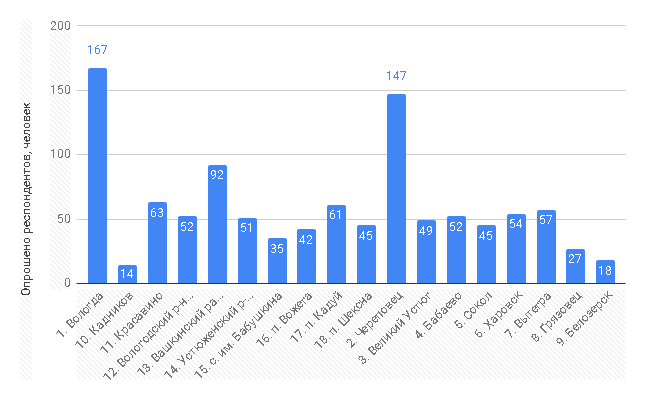 Опрошено респондентов, человек
200
150
100
50
0
167
14
63
52
92
51
35
42
61
45
147
49
52
45
54
57
27
18
1. Вологда
10. Кадников
11. Красавино
12. Вологодский р-н...
13. Вашкинский ра...
14. Устюженский р-...
15. с. им. Бабушкина
16. п. Вожега
17. п. Кадуй
18. п. Шексна
2. Череповец
3. Великий Устюг
4. Бабаево
5. Сокол
6. Харовск
7. Вытегра
8. Грязовец
9. Белозерск